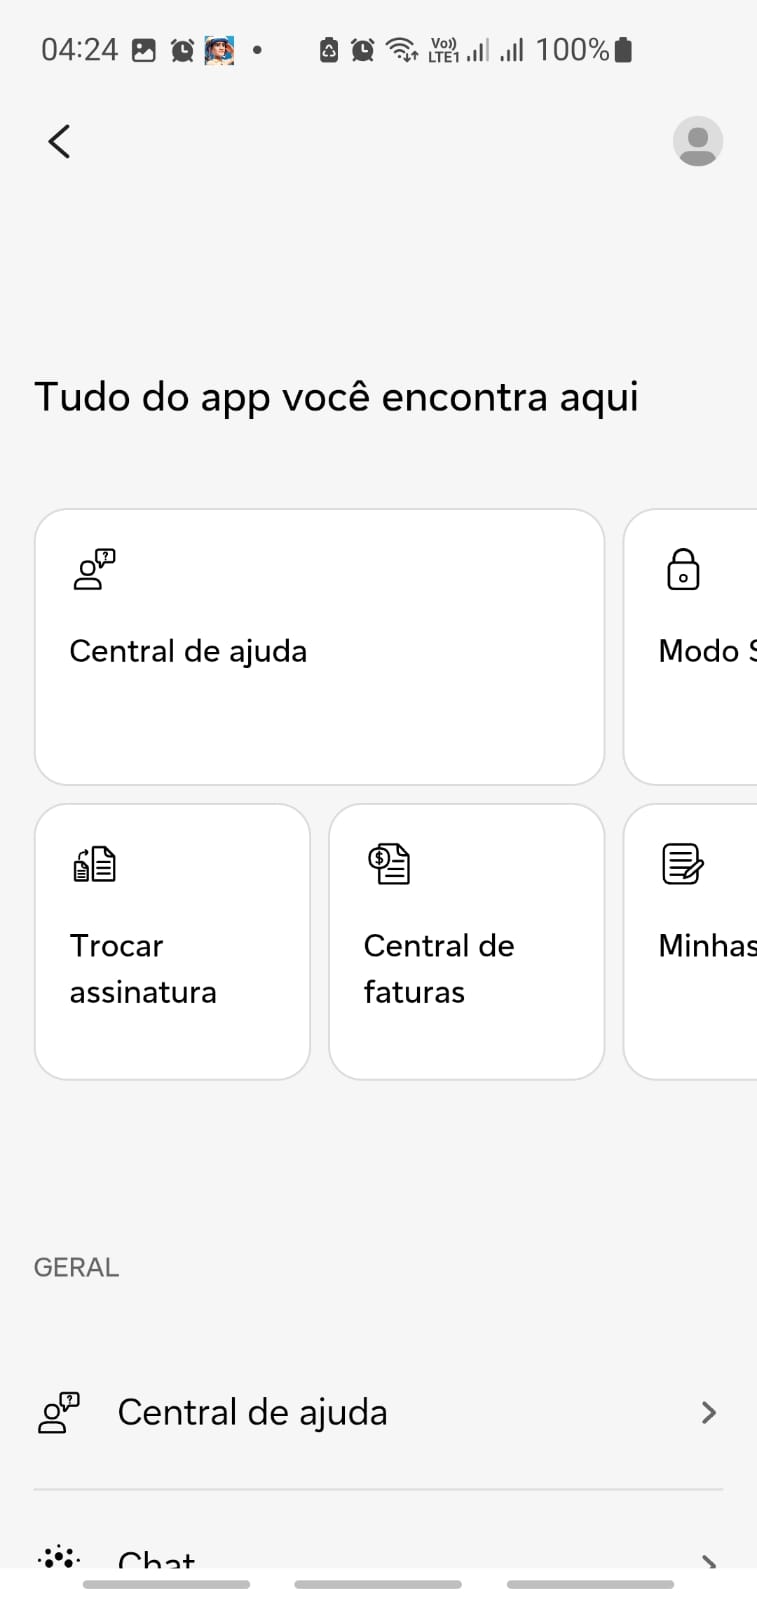 04:24
Vo))
LTE1
100%
Tudo do app você encontra aqui
Central de ajuda
Modo
Trocar
assinatura
Central de
faturas
Minhas
GERAL
Central de ajuda
Chat